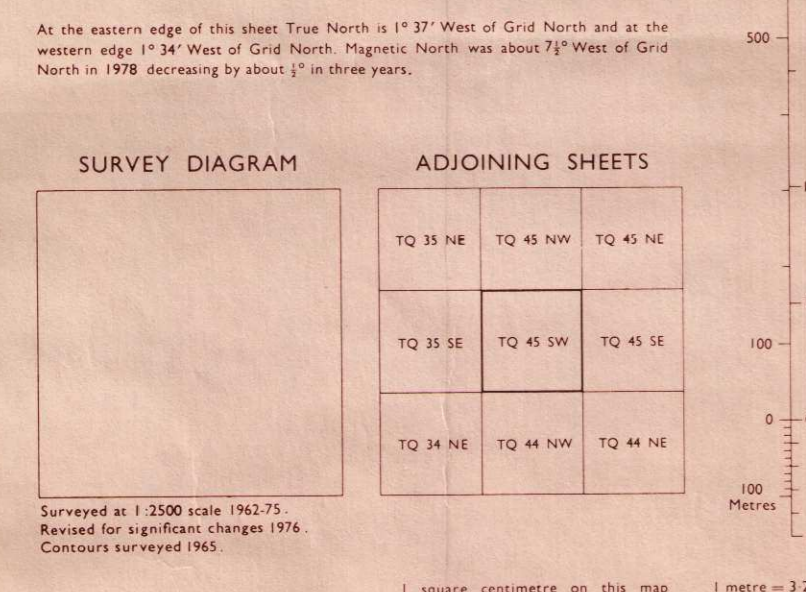 At the eastern edge of this sheet True North is 1° 37′ West of Grid North and at the
western edge 1° 34′ West of Grid North. Magnetic North was about 7½° West of Grid
North in 1978 decreasing by about ½° in three years.
SURVEY DIAGRAM
Surveyed at 1:2500 scale 1962-75.
Revised for significant changes 1976.
Contours surveyed 1965.
ADJOINING SHEETS
TQ 35 NE TQ 45 NW TQ 45 NE
TQ 35 SE TQ 45 SW TQ 45 SE
TQ 34 NE TQ 44 NW TQ 44 NE
500
100
0
100
Metres
1 square centimetre on this map
1 metre = 3·